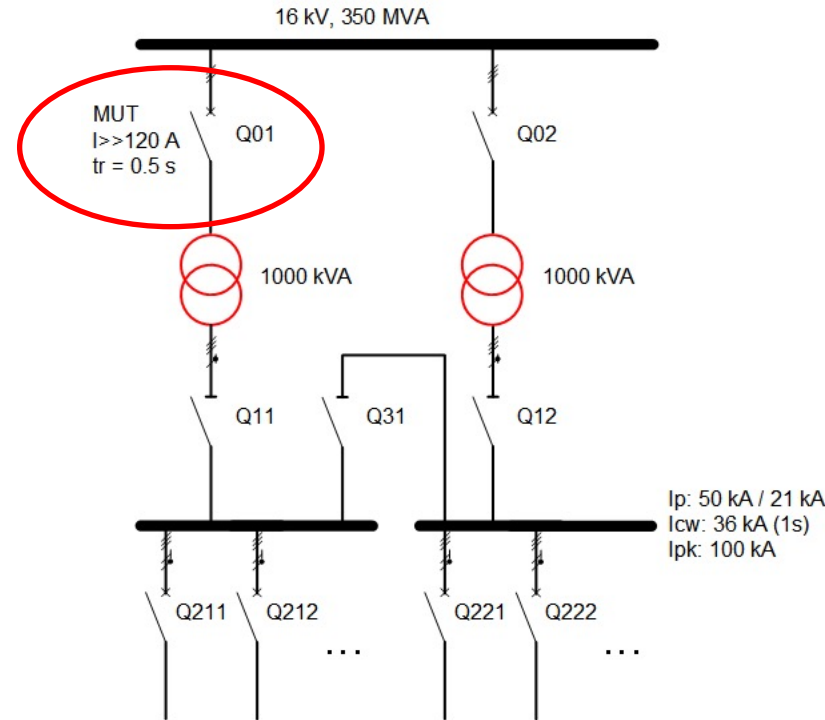 16 kV, 350 MVA
MUT
I>>120 A
tr = 0.5 s
Q01
Q02
1000 kVA
1000 kVA
Q11
Q31
Q12
Ip: 50 kA / 21 kA
Icw: 36 kA (1s)
Ipk: 100 kA
Q211
Q212
Q221
Q222
...
...